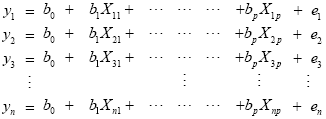 y₁ = b₀ + b₁X₁₁ + ⋯ ⋯ ⋯ +bₚX₁ₚ + e₁
y₂ = b₀ + b₁X₂₁ + ⋯ ⋯ ⋯ +bₚX₂ₚ + e₂
y₃ = b₀ + b₁X₃₁ + ⋯ ⋯ ⋯ +bₚX₃ₚ + e₃
⋮ ⋮ ⋮ ⋮
yₙ = b₀ + b₁Xₙ₁ + ⋯ ⋯ ⋯ +bₚXₙₚ + eₙ